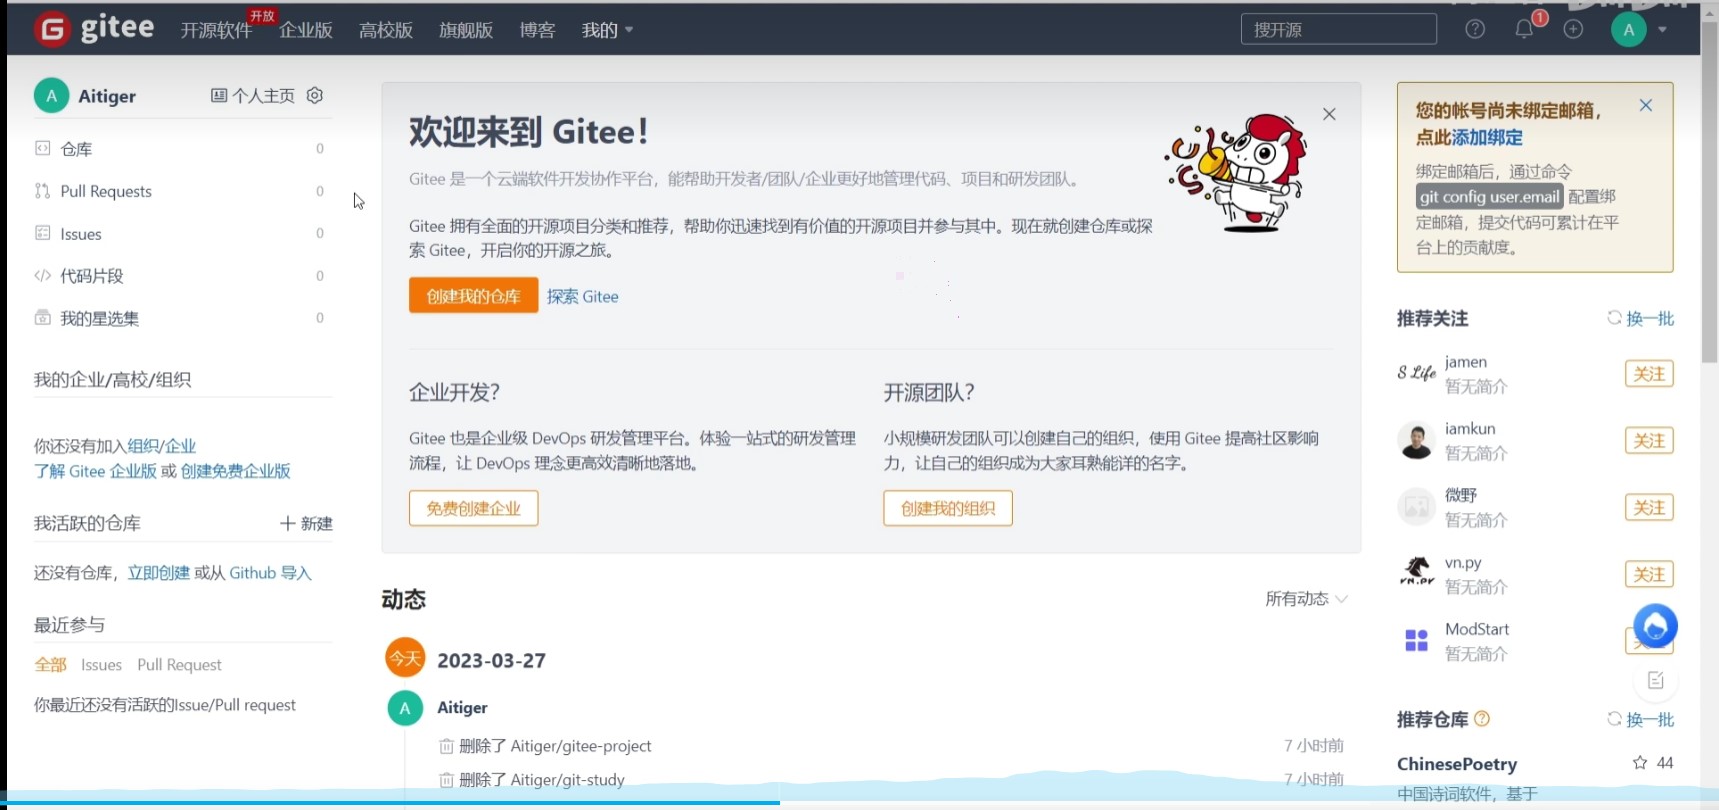 gitee
开源软件
开放
企业版
高校版
旗舰版
博客
我的
搜开源
1
A
A
Aitiger
个人主页
仓库
0
Pull Requests
0
Issues
0
代码片段
0
我的星选集
0
我的企业/高校/组织
你还没有加入组织/企业
了解 Gitee 企业版 或 创建免费企业版
我活跃的仓库
新建
还没有仓库，立即创建 或从 Github 导入
最近参与
全部 Issues Pull Request
你最近还没有活跃的Issue/Pull request
欢迎来到 Gitee！
Gitee 是一个云端软件开发协作平台，能帮助开发者/团队/企业更好地管理代码、项目和研发团队。
Gitee 拥有全面的开源项目分类和推荐，帮助你迅速找到有价值的开源项目并参与其中。现在就创建仓库或探
索 Gitee，开启你的开源之旅。
创建我的仓库
探索 Gitee
企业开发？
Gitee 也是企业级 DevOps 研发管理平台。体验一站式的研发管理
流程，让 DevOps 理念更高效清晰地落地。
免费创建企业
开源团队？
小规模研发团队可以创建自己的组织，使用 Gitee 提高社区影响
力，让自己的组织成为大家耳熟能详的名字。
创建我的组织
动态
所有动态
今天
2023-03-27
A
Aitiger
删除了 Aitiger/gitee-project
7 小时前
删除了 Aitiger/git-study
7 小时前
您的帐号尚未绑定邮箱，
点此添加绑定
绑定邮箱后，通过命令
git config user.email 配置绑
定邮箱，提交代码可累计在平
台上的贡献度。
推荐关注
换一批
S Life
jamen
暂无简介
关注
iamkun
暂无简介
关注
微野
暂无简介
关注
VN.PY
vn.py
暂无简介
关注
ModStart
暂无简介
推荐仓库
换一批
ChinesePoetry
44
中国诗词软件，基于